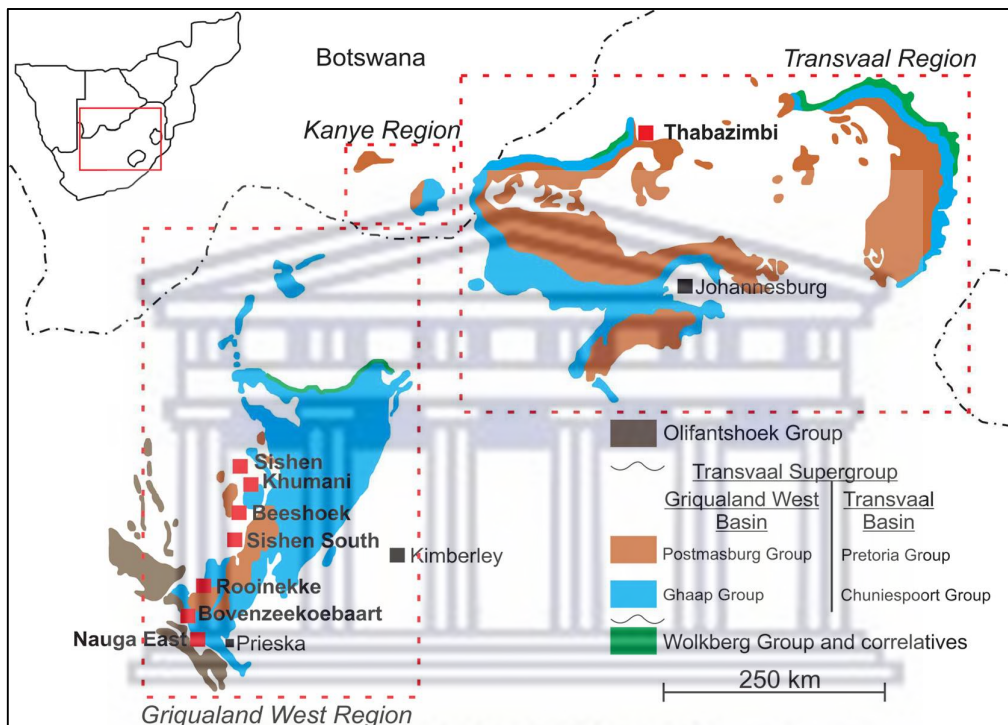 Botswana
Transvaal Region
Kanye Region
Thabazimbi
Johannesburg
Olifantshoek Group
Transvaal Supergroup
Griqualand West
Basin
Transvaal
Basin
Postmasburg Group
Pretoria Group
Ghaap Group
Chuniespoort Group
Wolkberg Group and correlatives
250 km
Sishen
Khumani
Beeshoek
Sishen South
Kimberley
Rooinekke
Bovenzeekoebaart
Nauga East
Prieska
Griqualand West Region